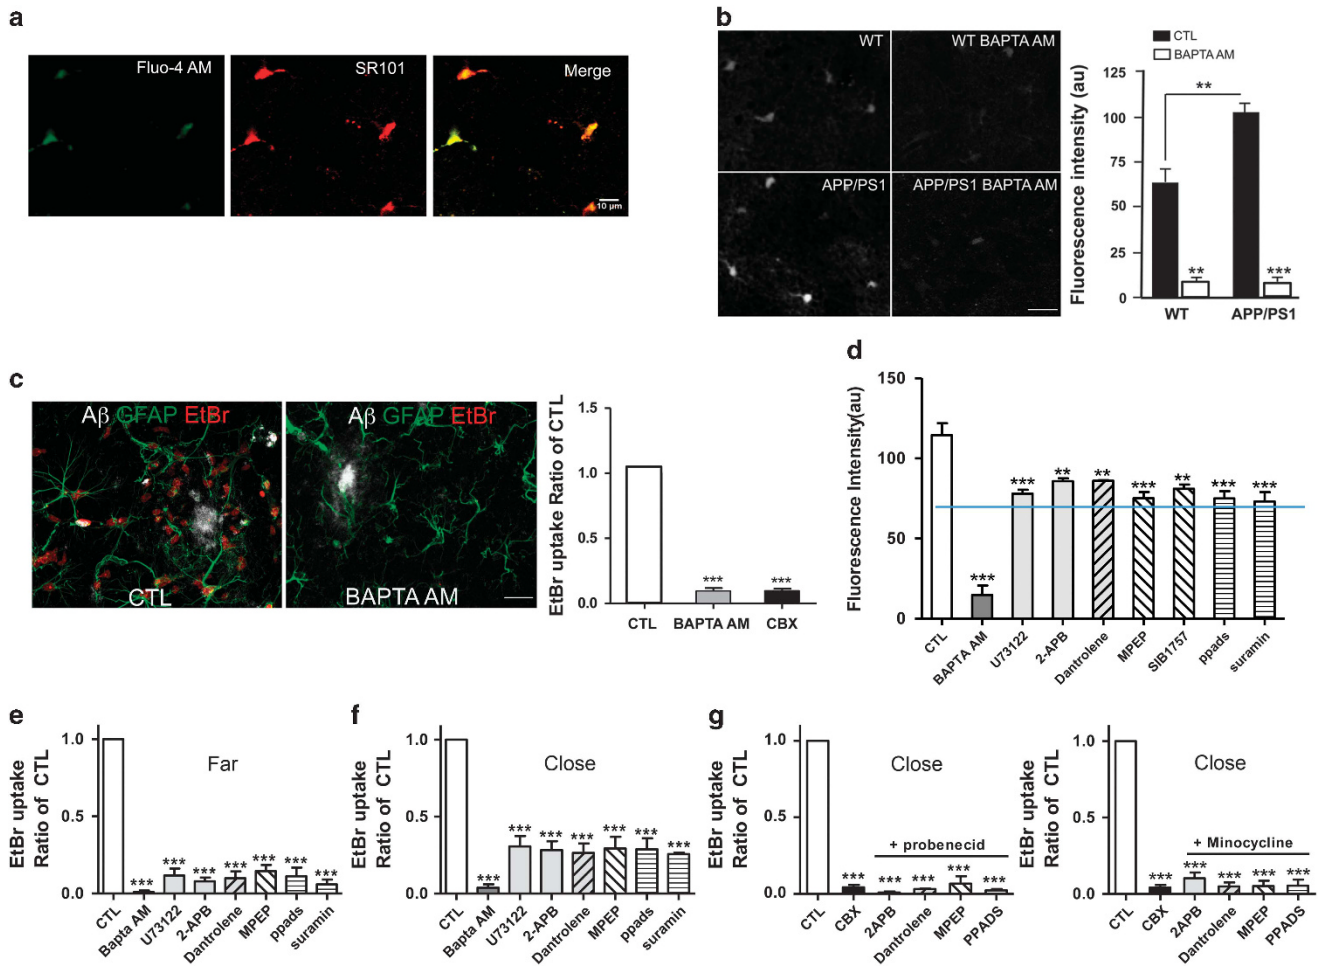 a
Fluo-4 AM
SR101
Merge
10 µm
b
WT
WT BAPTA AM
APP/PS1
APP/PS1 BAPTA AM
CTL
BAPTA AM
Fluorescence intensity (au)
125
100
75
50
25
0
**
**
***
WT
APP/PS1
c
Aβ GFAP EtBr
CTL
Aβ GFAP EtBr
BAPTA AM
EtBr uptake Ratio of CTL
1.5
1.0
0.5
0.0
***
***
CTL
BAPTA AM
CBX
d
Fluorescence Intensity(au)
150
100
50
0
***
***
**
**
***
**
***
***
CTL
BAPTA AM
U73122
2-APB
Dantrolene
MPEP
SIB1757
ppads
suramin
e
EtBr uptake
Ratio of CTL
1.0
0.5
0.0
Far
***
***
***
***
***
***
***
CTL
Bapta AM
U73122
2-APB
Dantrolene
MPEP
ppads
suramin
f
EtBr uptake
Ratio of CTL
1.0
0.5
0.0
Close
***
***
***
***
***
***
***
CTL
Bapta AM
U73122
2-APB
Dantrolene
MPEP
ppads
suramin
g
EtBr uptake
Ratio of CTL
1.0
0.5
0.0
Close
+ probenecid
***
***
***
***
***
CTL
CBX
2APB
Dantrolene
MPEP
PPADS
EtBr uptake
Ratio of CTL
1.0
0.5
0.0
Close
+ Minocycline
***
***
***
***
***
CTL
CBX
2APB
Dantrolene
MPEP
PPADS